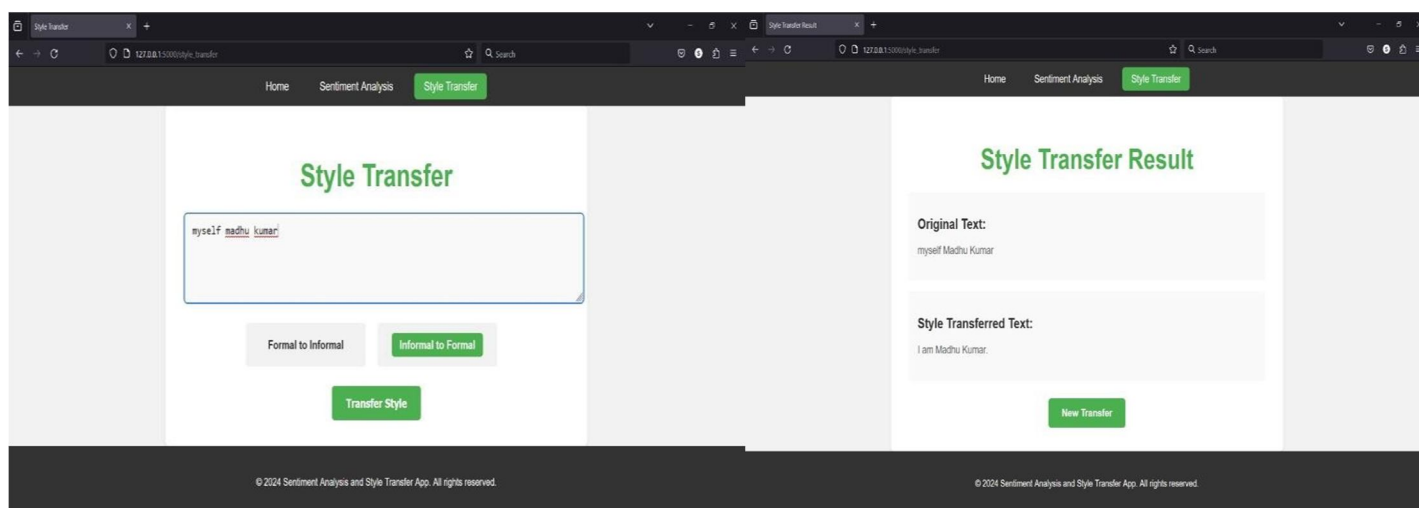 Style Transfer
127.0.0.1:5000/style_transfer
Search
Home Sentiment Analysis Style Transfer
Style Transfer
myself madhu kumar
Formal to Informal Informal to Formal
Transfer Style
© 2024 Sentiment Analysis and Style Transfer App. All rights reserved.
Style Transfer Result
127.0.0.1:5000/style_transfer
Search
Home Sentiment Analysis Style Transfer
Style Transfer Result
Original Text:
myself Madhu Kumar
Style Transferred Text:
I am Madhu Kumar.
New Transfer
© 2024 Sentiment Analysis and Style Transfer App. All rights reserved.